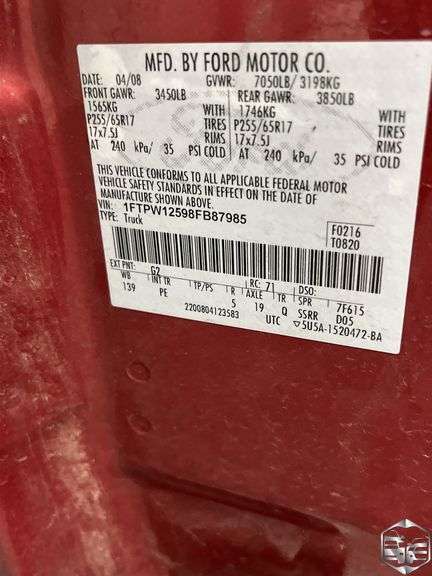 MFD. BY FORD MOTOR CO.
DATE: 04/08 GVWR: 7050LB/ 3198KG
FRONT GAWR: 3450LB REAR GAWR: 3850LB
1565KG WITH 1746KG WITH
P255/65R17 TIRES P255/65R17 TIRES
17x7.5J RIMS 17x7.5J RIMS
AT 240 kPa/ 35 PSI COLD AT 240 kPa/ 35 PSI COLD
THIS VEHICLE CONFORMS TO ALL APPLICABLE FEDERAL MOTOR
VEHICLE SAFETY STANDARDS IN EFFECT ON THE DATE OF
MANUFACTURE SHOWN ABOVE.
VIN: 1FTPW12598FB87985
TYPE: Truck
F0216
T0820
EXT PNT: G2 RC: 71 DSO:
WB INT TR TP/PS R AXLE TR SPR 7F615
139 PE 5 19 Q SSRR D05
2200804123583 UTC ▽5U5A-1520472-BA